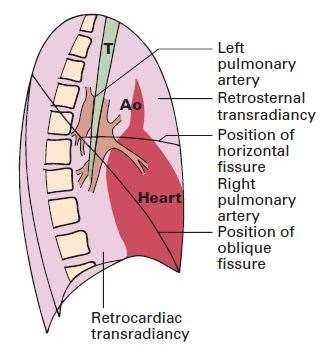 T
Left
pulmonary
artery
Ao
Retrosternal
transradiancy
Position of
horizontal
fissure
Right
pulmonary
artery
Heart
Position of
oblique
fissure
Retrocardiac
transradiancy